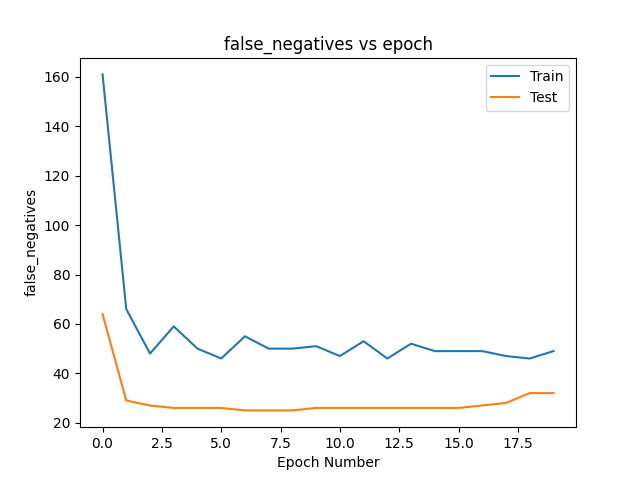 false_negatives vs epoch
Train
Test
160
140
120
100
80
60
40
20
false_negatives
0.0 2.5 5.0 7.5 10.0 12.5 15.0 17.5
Epoch Number